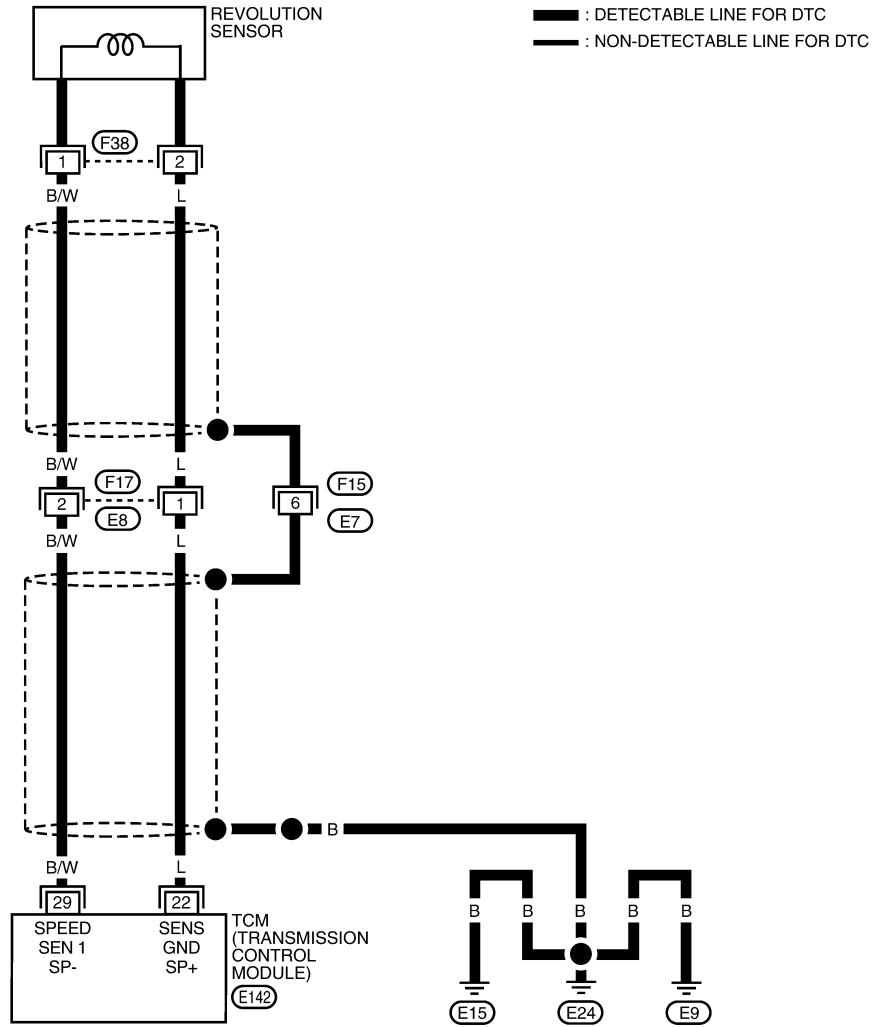 REVOLUTION
SENSOR
: DETECTABLE LINE FOR DTC
: NON-DETECTABLE LINE FOR DTC
F38
1
2
B/W
L
B/W
L
F17
F15
2
1
6
E8
E7
B/W
L
B
B/W
L
29
22
SPEED
SEN 1
SP-
SENS
GND
SP+
TCM
(TRANSMISSION
CONTROL
MODULE)
E142
B
B
B
B
B
E15
E24
E9